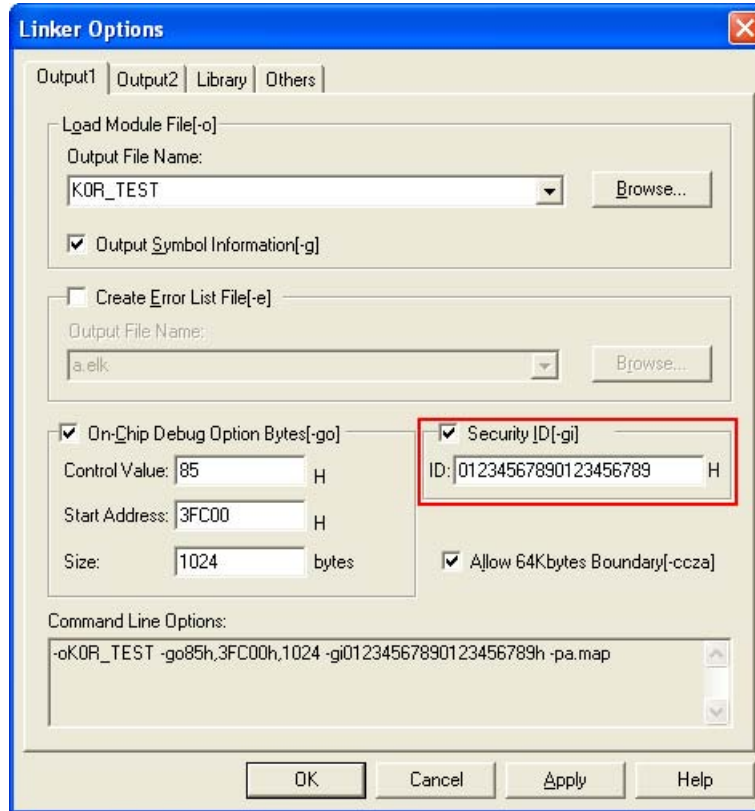 Linker Options
Output1 Output2 Library Others
Load Module File[-o]
Output File Name:
K0R_TEST
Browse...
Output Symbol Information[-g]
Create Error List File[-e]
Output File Name:
a.elk
Browse...
On-Chip Debug Option Bytes[-go]
Control Value: 85 H
Start Address: 3FC00 H
Size: 1024 bytes
Security ID[-gi]
ID: 01234567890123456789 H
Allow 64Kbytes Boundary[-ccza]
Command Line Options:
-oK0R_TEST -go85h,3FC00h,1024 -gi01234567890123456789h -pa.map
OK Cancel Apply Help